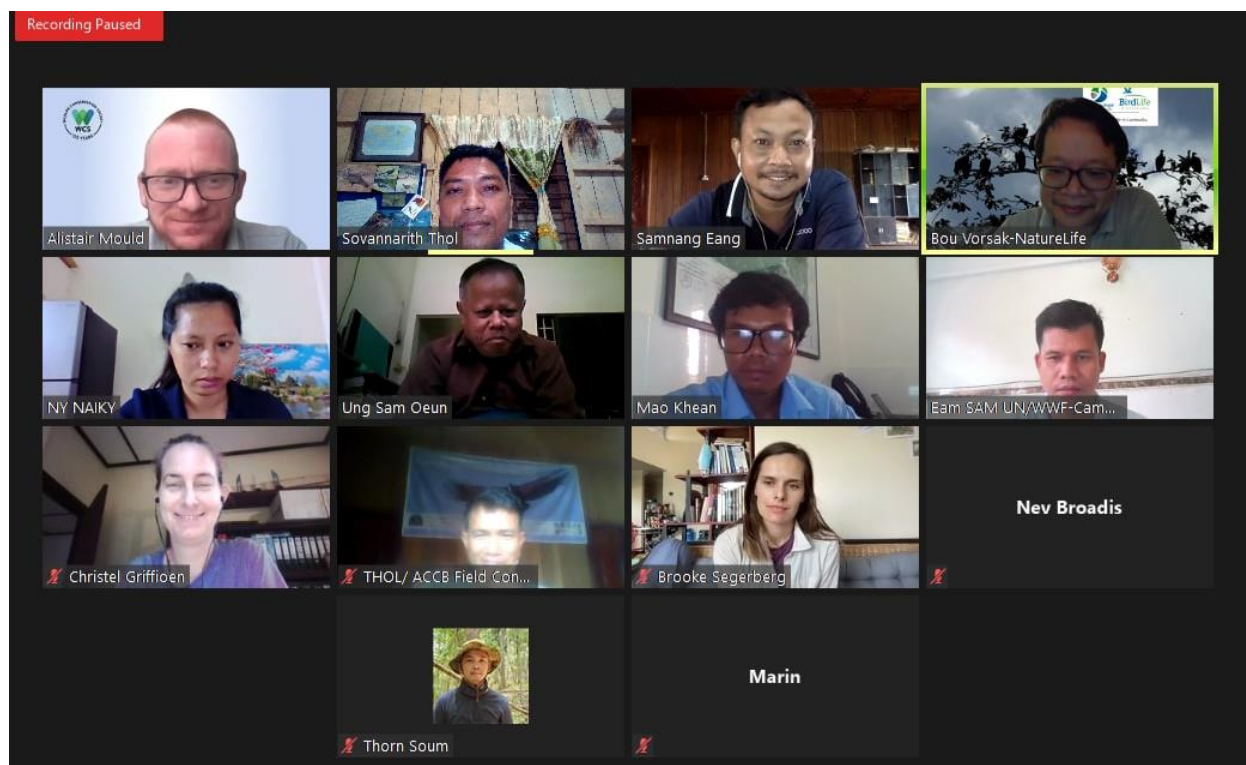 Recording Paused
WCS
BirdLife
Alistair Mould
Sovannarith Thol
Samnang Eang
Bou Vorsak-NatureLife
NY NAIKY
Ung Sam Oeun
Mao Khean
Eam SAM UN/WWF-Cam...
Christel Griffioen
THOL/ ACCB Field Con...
Brooke Segerberg
Nev Broadis
Thorn Soum
Marin